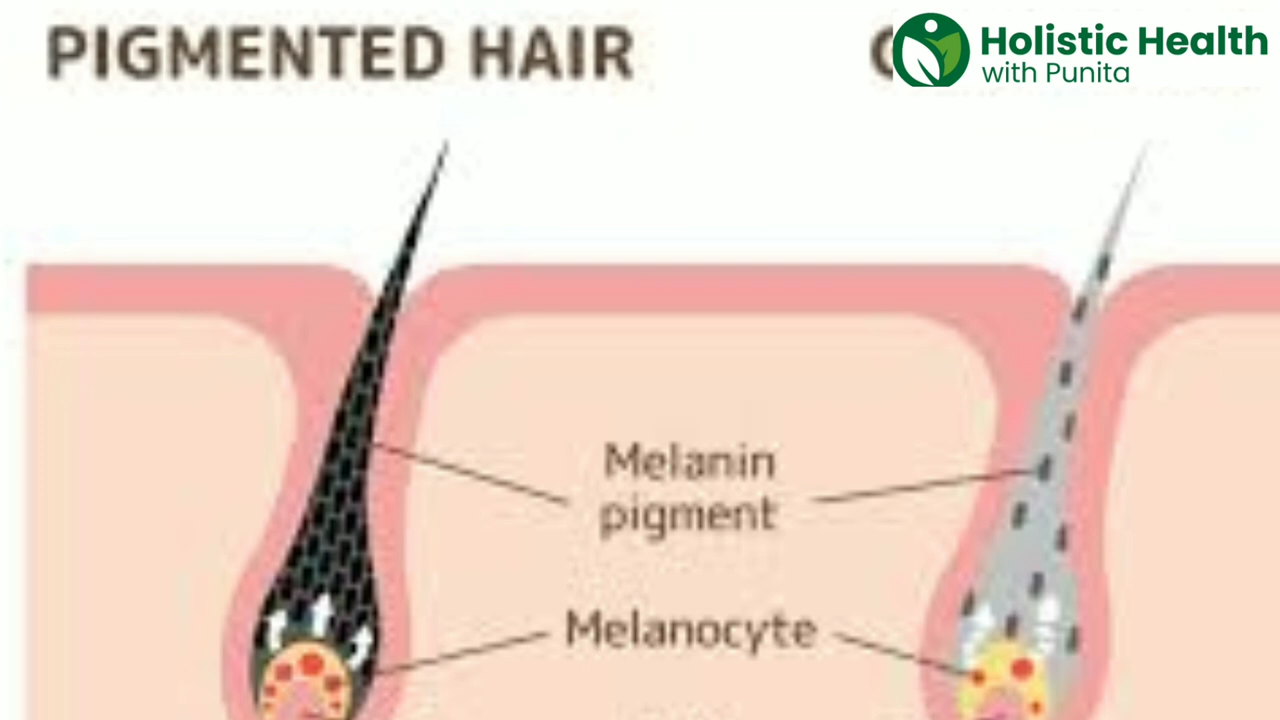 PIGMENTED HAIR
Holistic Health
with Punita
Melanin
pigment
Melanocyte